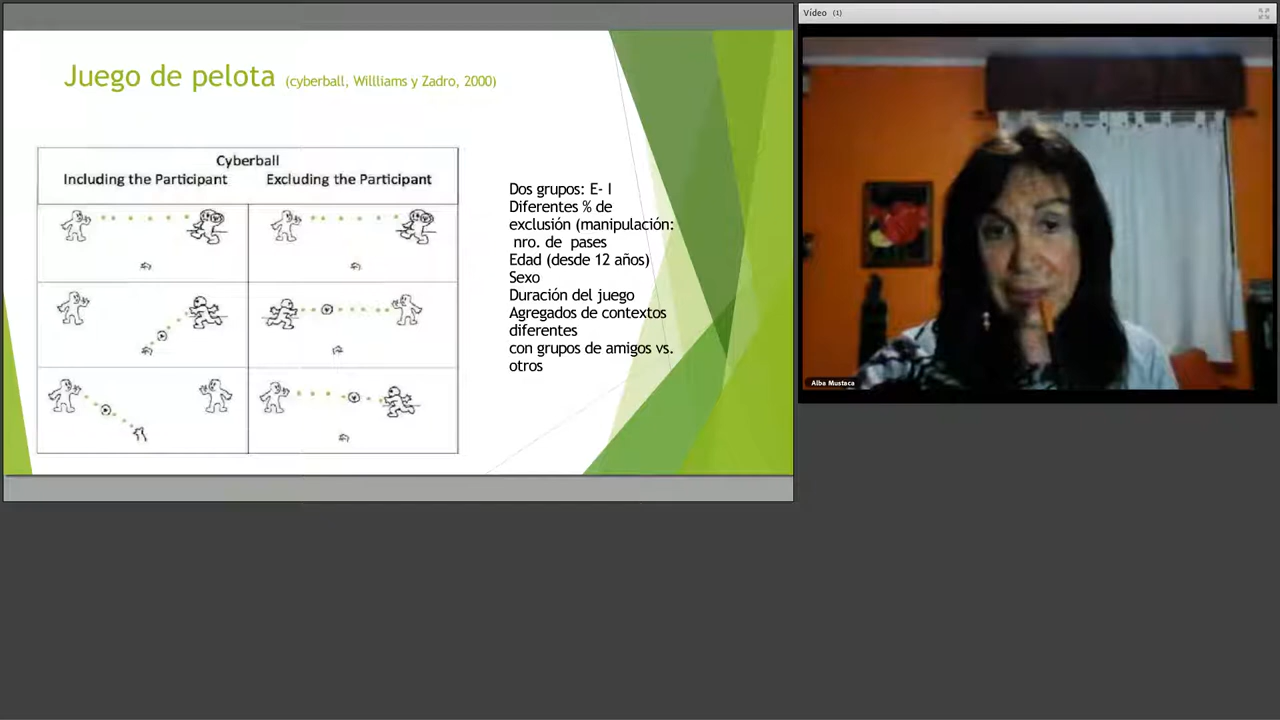 Juego de pelota (cyberball, Willliams y Zadro, 2000)
Cyberball
Including the Participant Excluding the Participant
Dos grupos: E- I
Diferentes % de
exclusión (manipulación:
nro. de pases
Edad (desde 12 años)
Sexo
Duración del juego
Agregados de contextos
diferentes
con grupos de amigos vs.
otros
Vídeo (1)
Alba Mustaca